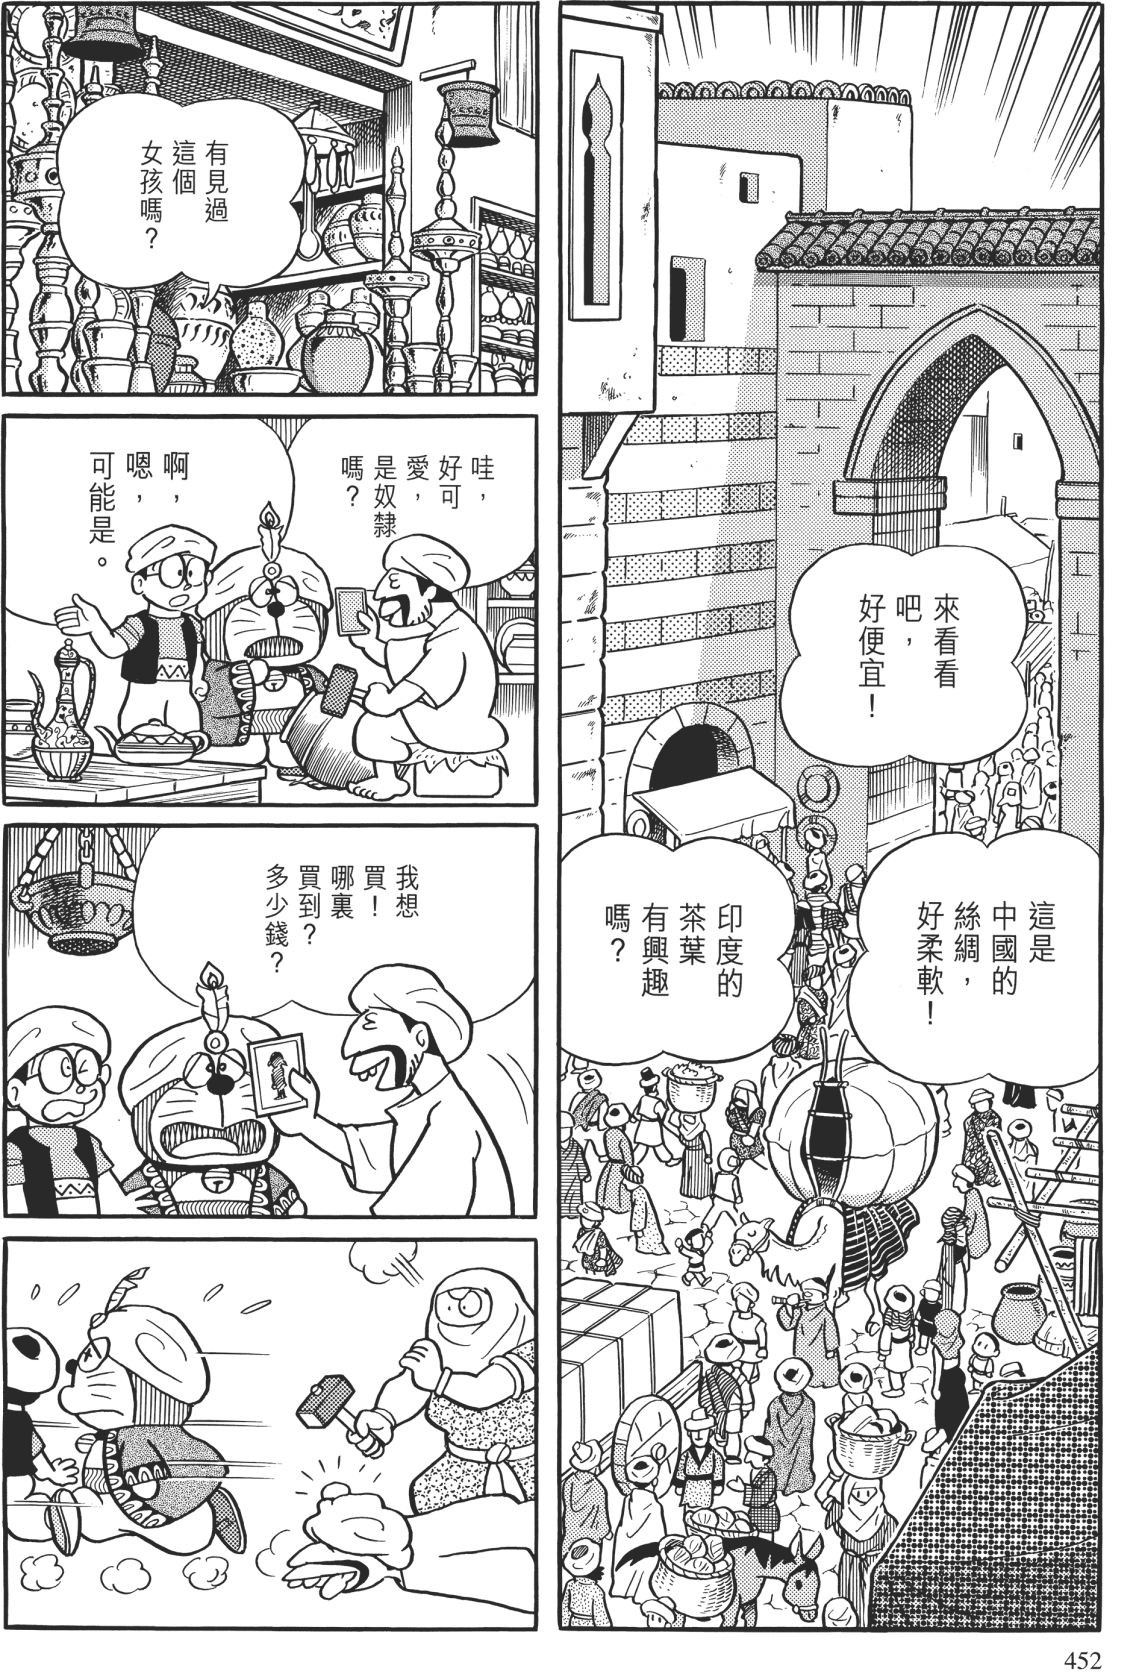 來看看
吧，
好便宜！
這是
中國的
絲綢，
好柔軟！
印度的
茶葉
有興趣
嗎？
有見過
這個
女孩嗎？
哇，
好可
愛，
是奴隸
嗎？
啊，
嗯，
可能是。
我想
買！
哪裏
買到？
多少錢？
452